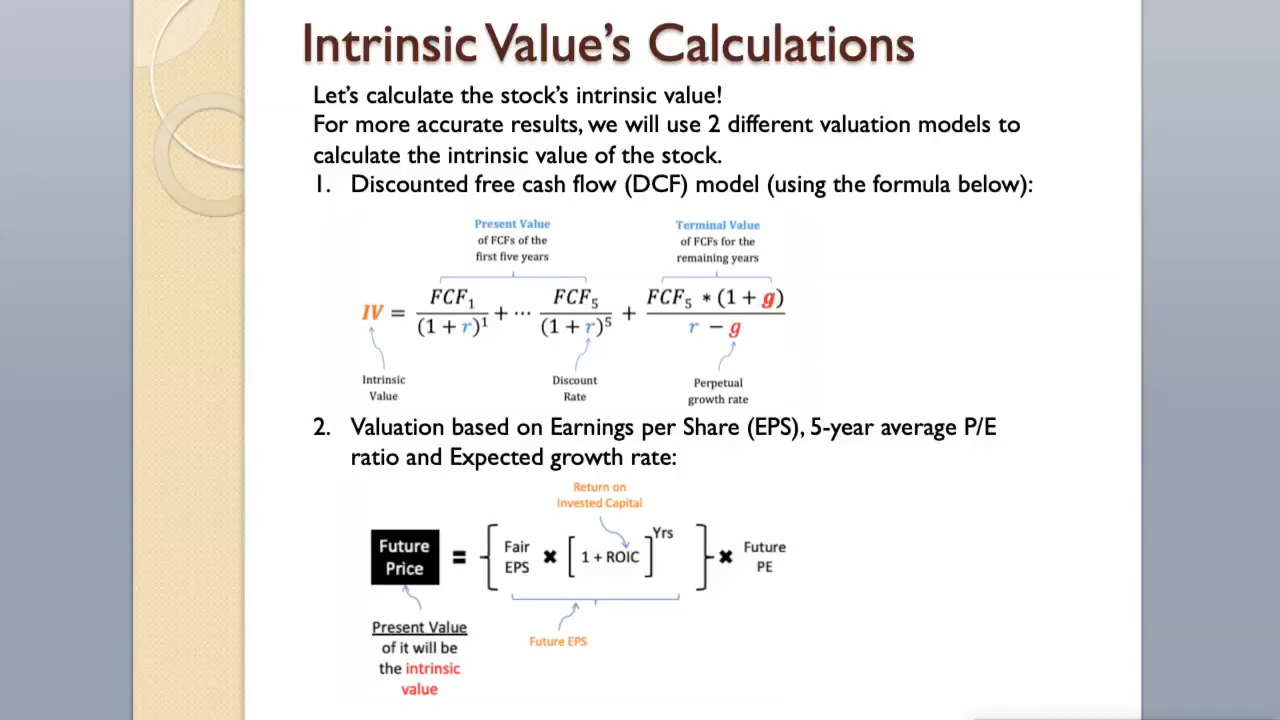 Intrinsic Value's Calculations
Let's calculate the stock's intrinsic value!
For more accurate results, we will use 2 different valuation models to
calculate the intrinsic value of the stock.
1. Discounted free cash flow (DCF) model (using the formula below):
Present Value
of FCFs of the
first five years
Terminal Value
of FCFs for the
remaining years
IV = FCF₁ / (1 + r)¹ + ⋯ FCF₅ / (1 + r)⁵ + FCF₅ * (1 + g) / r − g
Intrinsic
Value
Discount
Rate
Perpetual
growth rate
2. Valuation based on Earnings per Share (EPS), 5-year average P/E
ratio and Expected growth rate:
Return on
Invested Capital
Future
Price
=
{ Fair
EPS
× [ 1 + ROIC ] Yrs }
× Future
PE
Future EPS
Present Value
of it will be
the intrinsic
value